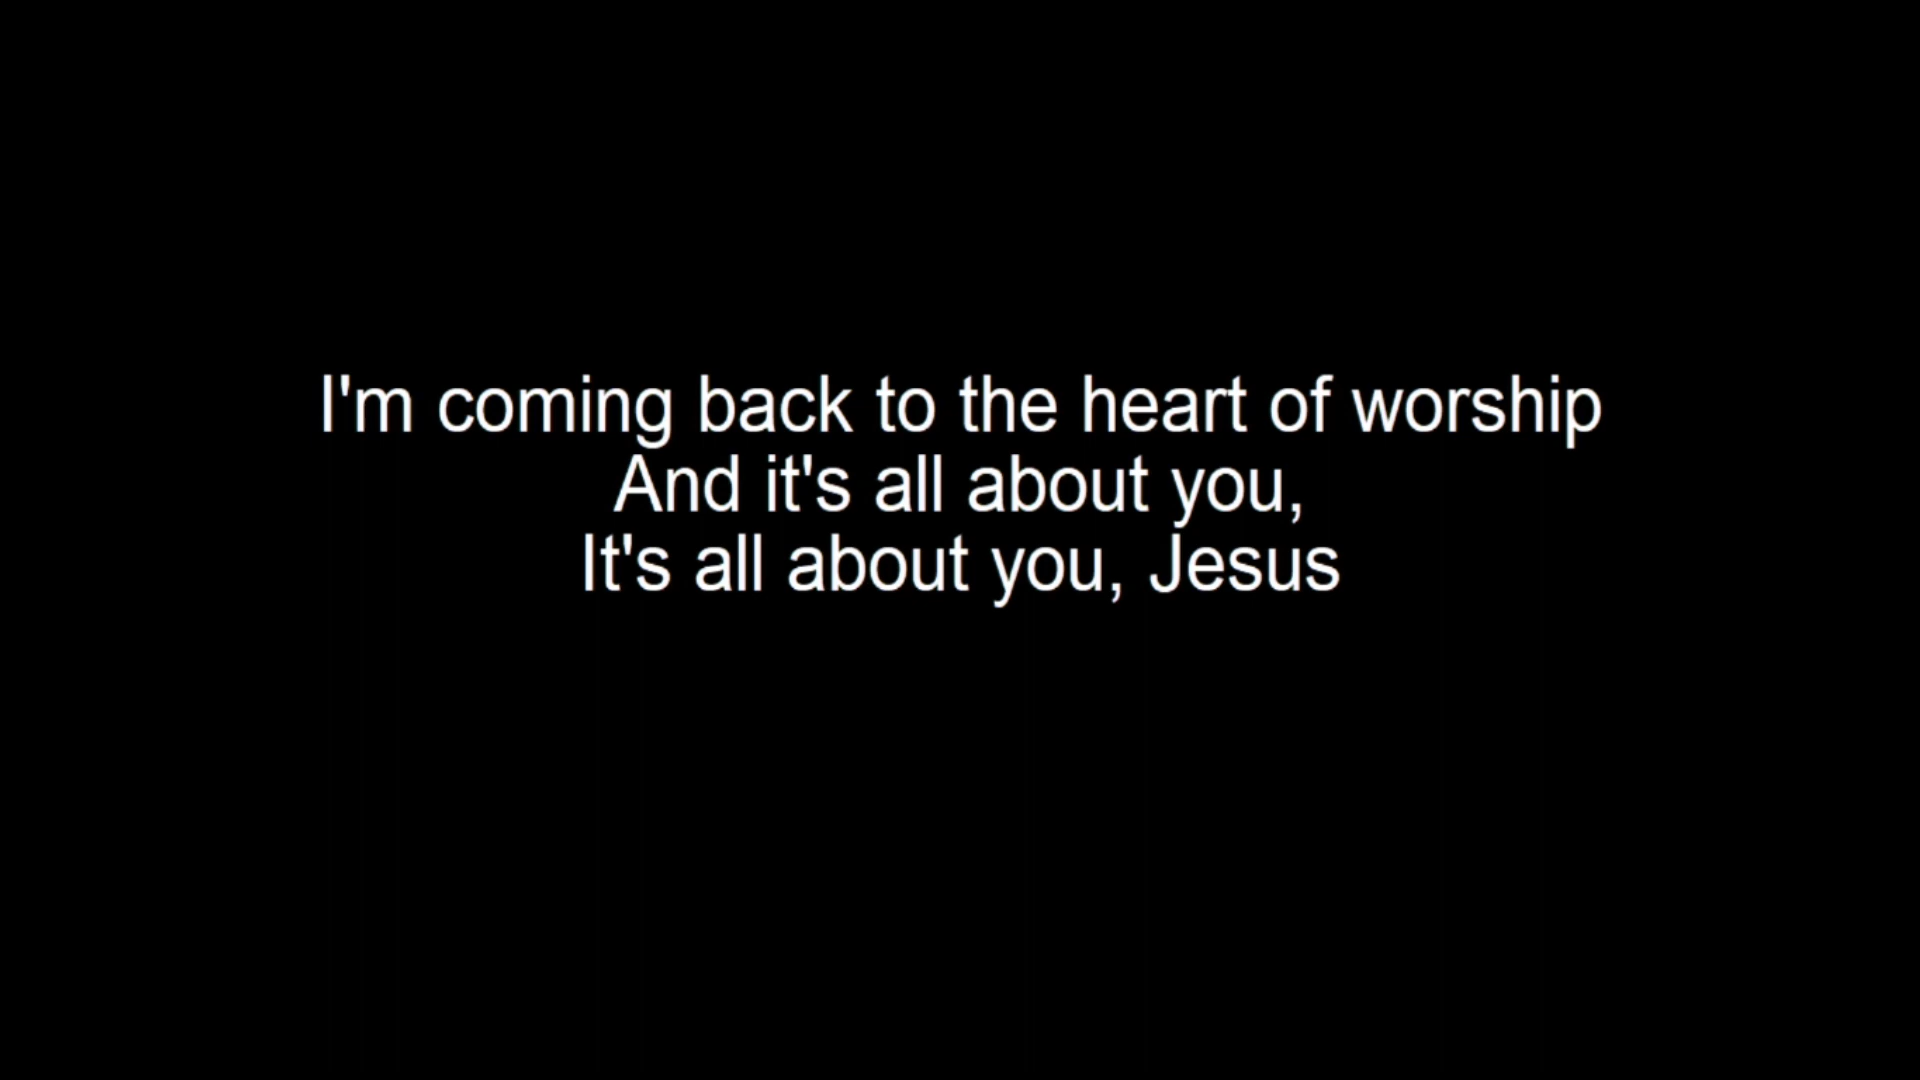 I'm coming back to the heart of worship
And it's all about you,
It's all about you, Jesus